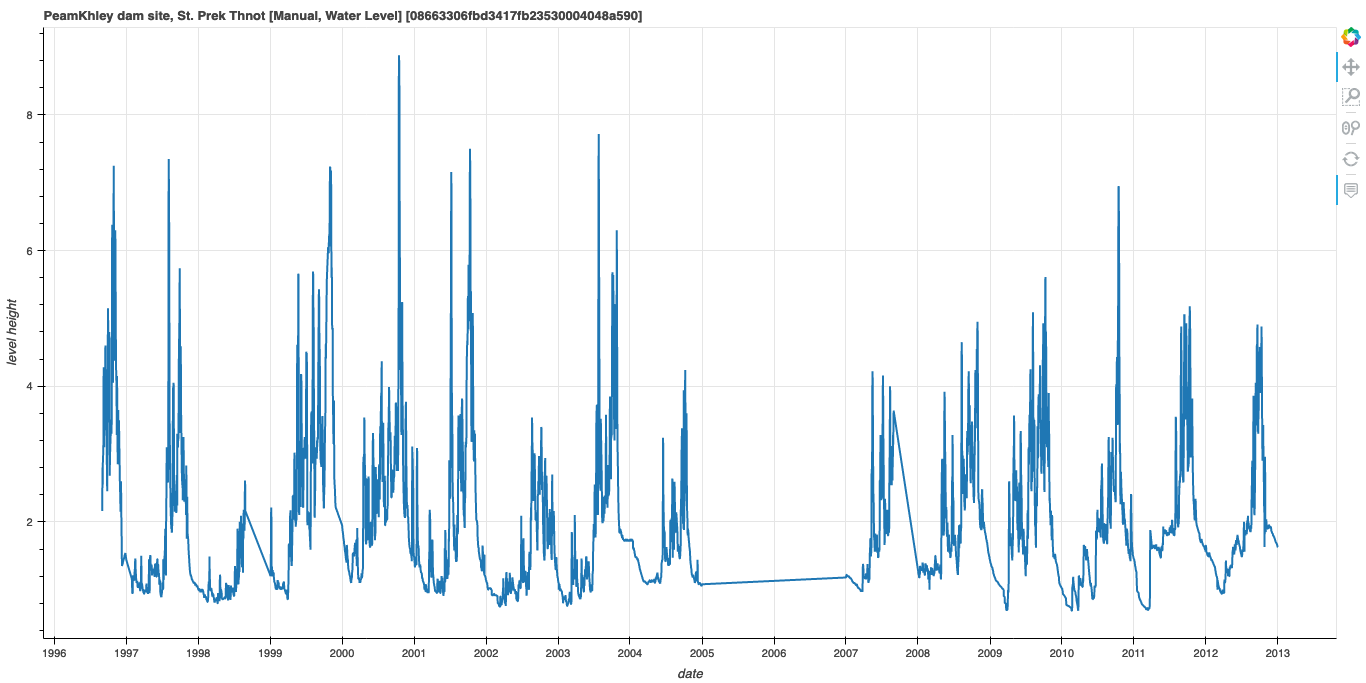 PeamKhley dam site, St. Prek Thnot [Manual, Water Level] [08663306fbd3417fb23530004048a590]
level height
8
6
4
2
1996 1997 1998 1999 2000 2001 2002 2003 2004 2005 2006 2007 2008 2009 2010 2011 2012 2013
date